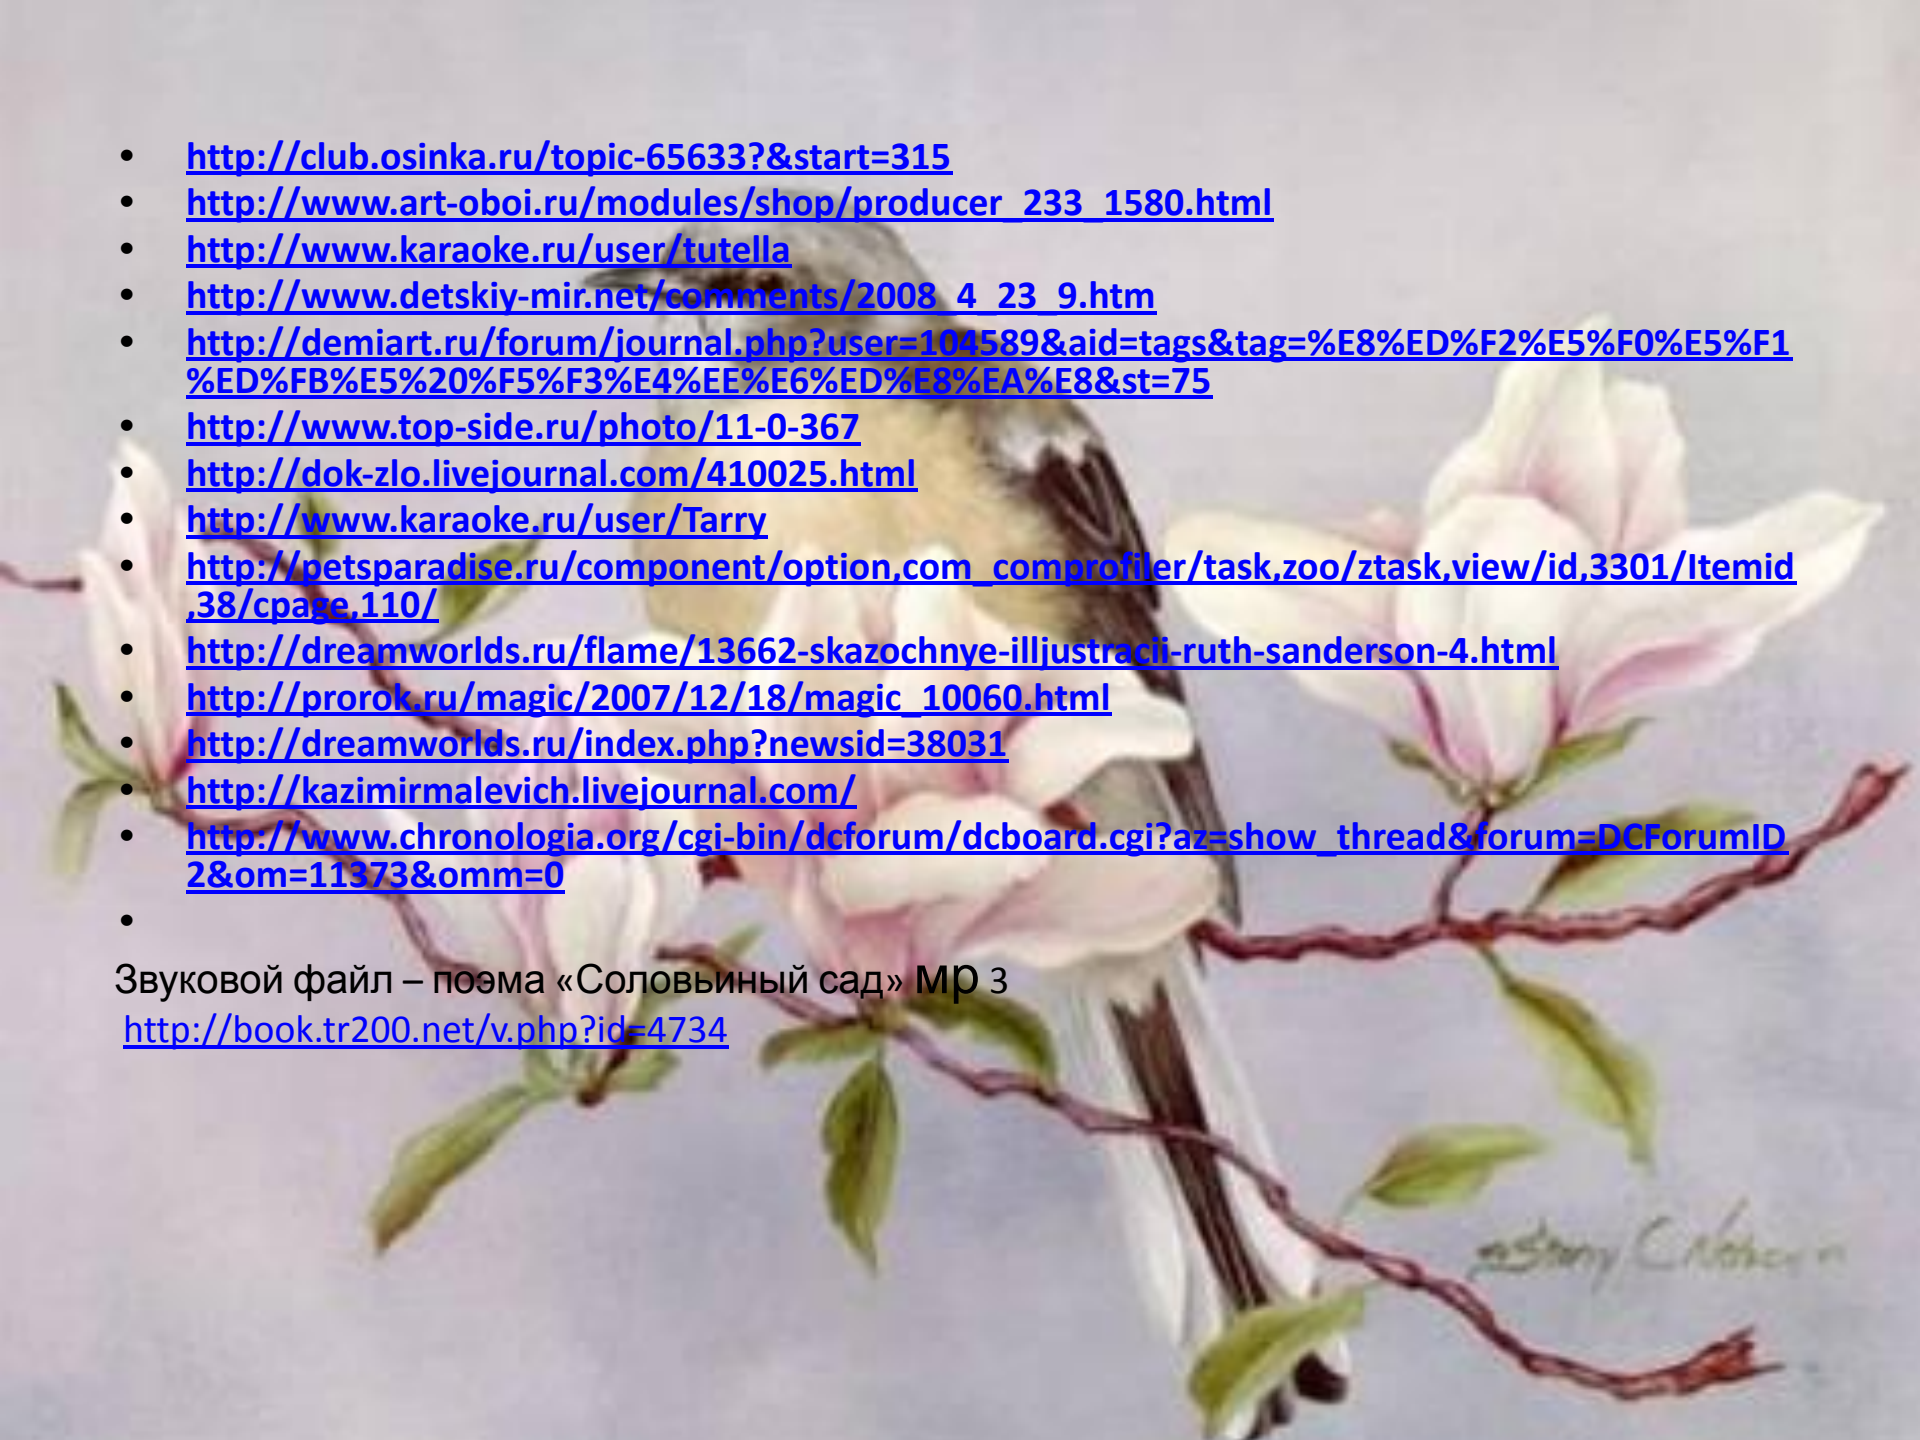 • http://club.osinka.ru/topic-65633?&start=315
• http://www.art-oboi.ru/modules/shop/producer_233_1580.html
• http://www.karaoke.ru/user/tutella
• http://www.detskiy-mir.net/comments/2008_4_23_9.htm
• http://demiart.ru/forum/journal.php?user=104589&aid=tags&tag=%E8%ED%F2%E5%F0%E5%F1
%ED%FB%E5%20%F5%F3%E4%EE%E6%ED%E8%EA%E8&st=75
• http://www.top-side.ru/photo/11-0-367
• http://dok-zlo.livejournal.com/410025.html
• http://www.karaoke.ru/user/Tarry
• http://petsparadise.ru/component/option,com_comprofiler/task,zoo/ztask,view/id,3301/Itemid
,38/cpage,110/
• http://dreamworlds.ru/flame/13662-skazochnye-illjustracii-ruth-sanderson-4.html
• http://prorok.ru/magic/2007/12/18/magic_10060.html
• http://dreamworlds.ru/index.php?newsid=38031
• http://kazimirmalevich.livejournal.com/
• http://www.chronologia.org/cgi-bin/dcforum/dcboard.cgi?az=show_thread&forum=DCForumID
2&om=11373&omm=0
•
Звуковой файл – поэма «Соловьиный сад» мр 3
http://book.tr200.net/v.php?id=4734